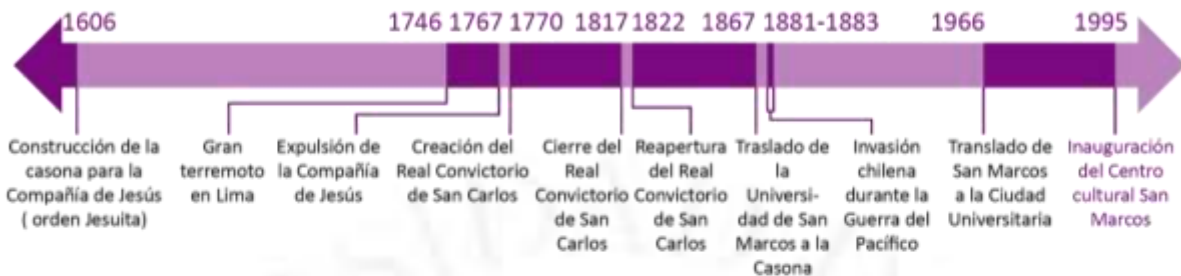 1606
1746 1767 1770 1817 1822 1867 1881-1883
1966
1995
Construcción de la
casona para la
Compañía de Jesús
( orden Jesuita)
Gran
terremoto
en Lima
Expulsión de
la Compañía
de Jesús
Creación del
Real Convictorio
de San Carlos
Cierre del
Real
Convictorio
de San
Carlos
Reapertura
del Real
Convictorio
de San
Carlos
Traslado de
la
Universi-
dad de San
Marcos a la
Casona
Invasión
chilena
durante la
Guerra del
Pacífico
Translado de
San Marcos
a la Ciudad
Universitaria
Inauguración
del Centro
cultural San
Marcos